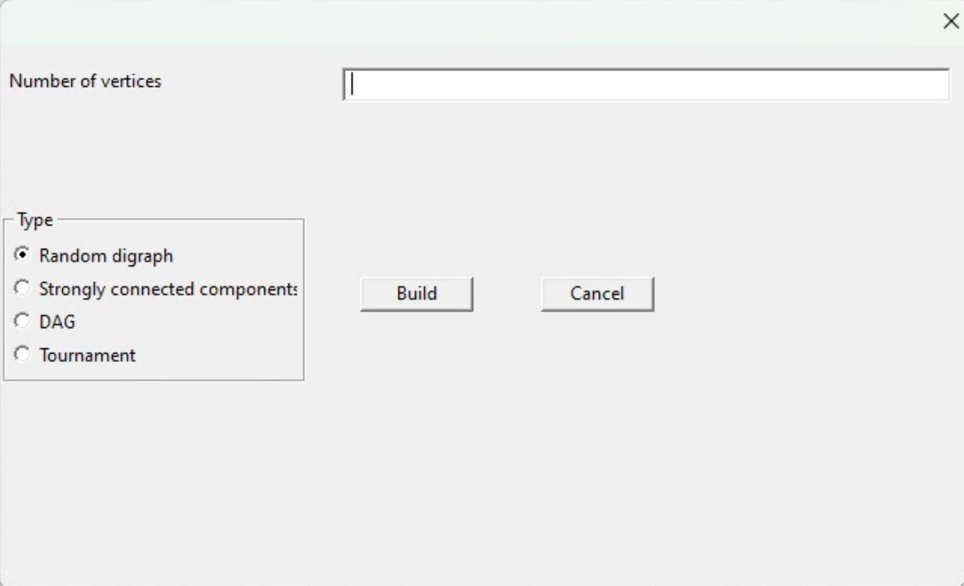 Number of vertices
Type
Random digraph
Strongly connected components
DAG
Tournament
Build
Cancel